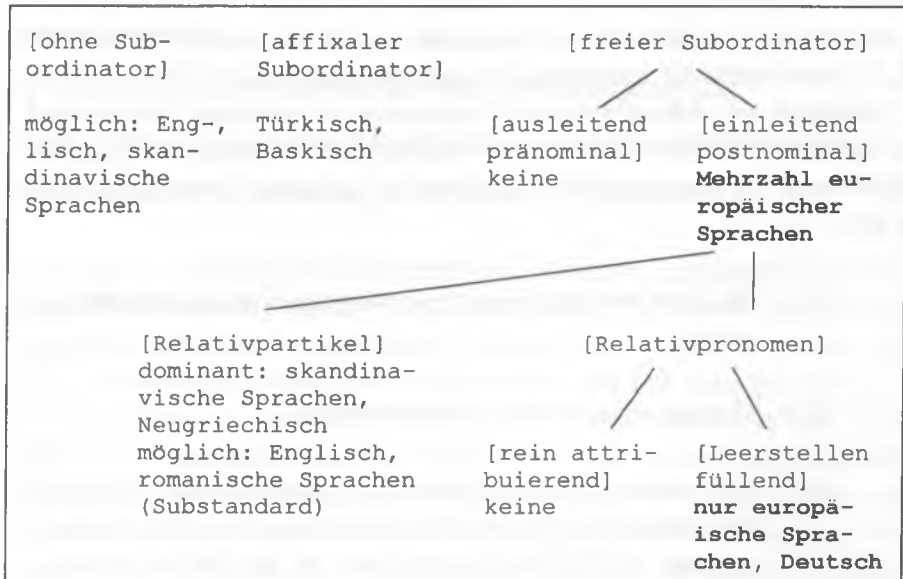 [ohne Sub-
ordinator]
[affixaler
Subordinator]
[freier Subordinator]
möglich: Eng-,
lisch, skan-
dinavische
Sprachen
Türkisch,
Baskisch
[ausleitend
pränominal]
keine
[einleitend
postnominal]
Mehrzahl eu-
ropäischer
Sprachen
[Relativpartikel]
dominant: skandina-
vische Sprachen,
Neugriechisch
möglich: Englisch,
romanische Sprachen
(Substandard)
[Relativpronomen]
[rein attri-
buierend]
keine
[Leerstellen
füllend]
nur europä-
ische Spra-
chen, Deutsch